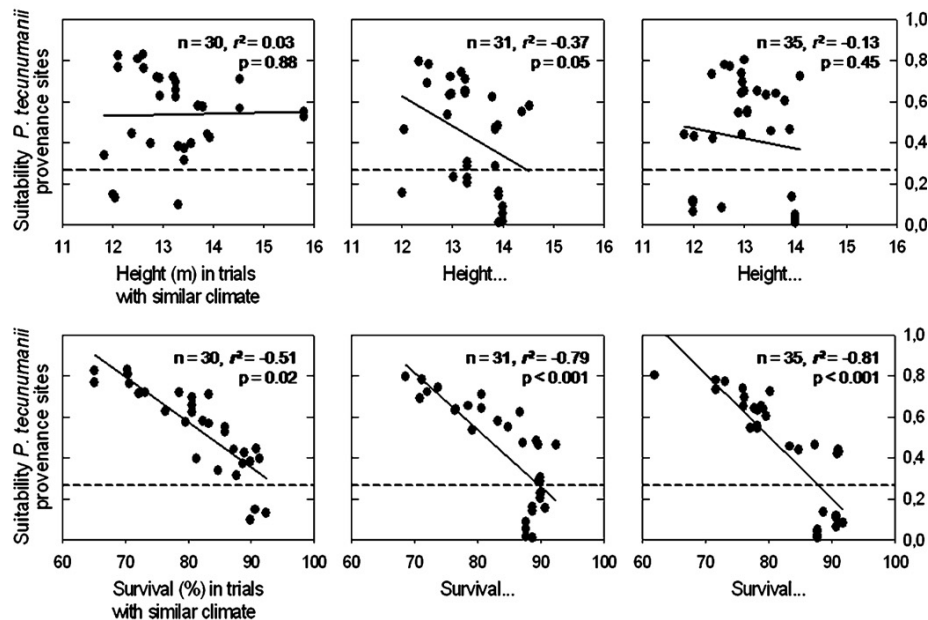 Suitability P. tecunumanii
provenance sites
n = 30, r² = 0.03
p = 0.88
n = 31, r² = -0.37
p = 0.05
n = 35, r² = -0.13
p = 0.45
1,0
0,8
0,6
0,4
0,2
0,0
11 12 13 14 15 16
11 12 13 14 15 16
11 12 13 14 15 16
Height (m) in trials
with similar climate
Height...
Height...
Suitability P. tecunumanii
provenance sites
n = 30, r² = -0.51
p = 0.02
n = 31, r² = -0.79
p < 0.001
n = 35, r² = -0.81
p < 0.001
1,0
0,8
0,6
0,4
0,2
0,0
60 70 80 90 100
60 70 80 90 100
60 70 80 90 100
Survival (%) in trials
with similar climate
Survival...
Survival...